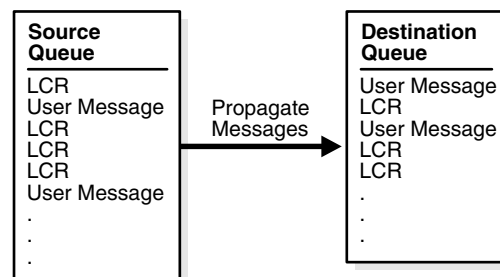 Source
Queue
LCR
User Message
LCR
LCR
LCR
User Message
.
.
.
Propagate
Messages
Destination
Queue
User Message
LCR
User Message
LCR
LCR
.
.
.